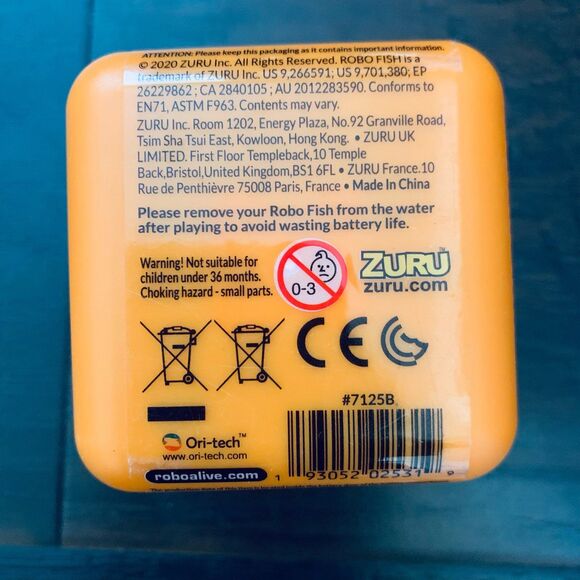 ATTENTION: Please keep this packaging as it contains important information.
© 2020 ZURU Inc. All Rights Reserved. ROBO FISH is a
trademark of ZURU Inc. US 9,266591; US 9,701,380; EP
26229862 ; CA 2840105 ; AU 2012283590. Conforms to
EN71, ASTM F963. Contents may vary.
ZURU Inc. Room 1202, Energy Plaza, No.92 Granville Road,
Tsim Sha Tsui East, Kowloon, Hong Kong. • ZURU UK
LIMITED. First Floor Templeback,10 Temple
Back,Bristol,United Kingdom,BS1 6FL • ZURU France.10
Rue de Penthièvre 75008 Paris, France • Made In China
Please remove your Robo Fish from the water
after playing to avoid wasting battery life.
Warning! Not suitable for
children under 36 months.
Choking hazard - small parts.
0-3
ZURU™
zuru.com
CE
#7125B
Ori-tech™
www.ori-tech.com
roboalive.com
1 93052 02531 9